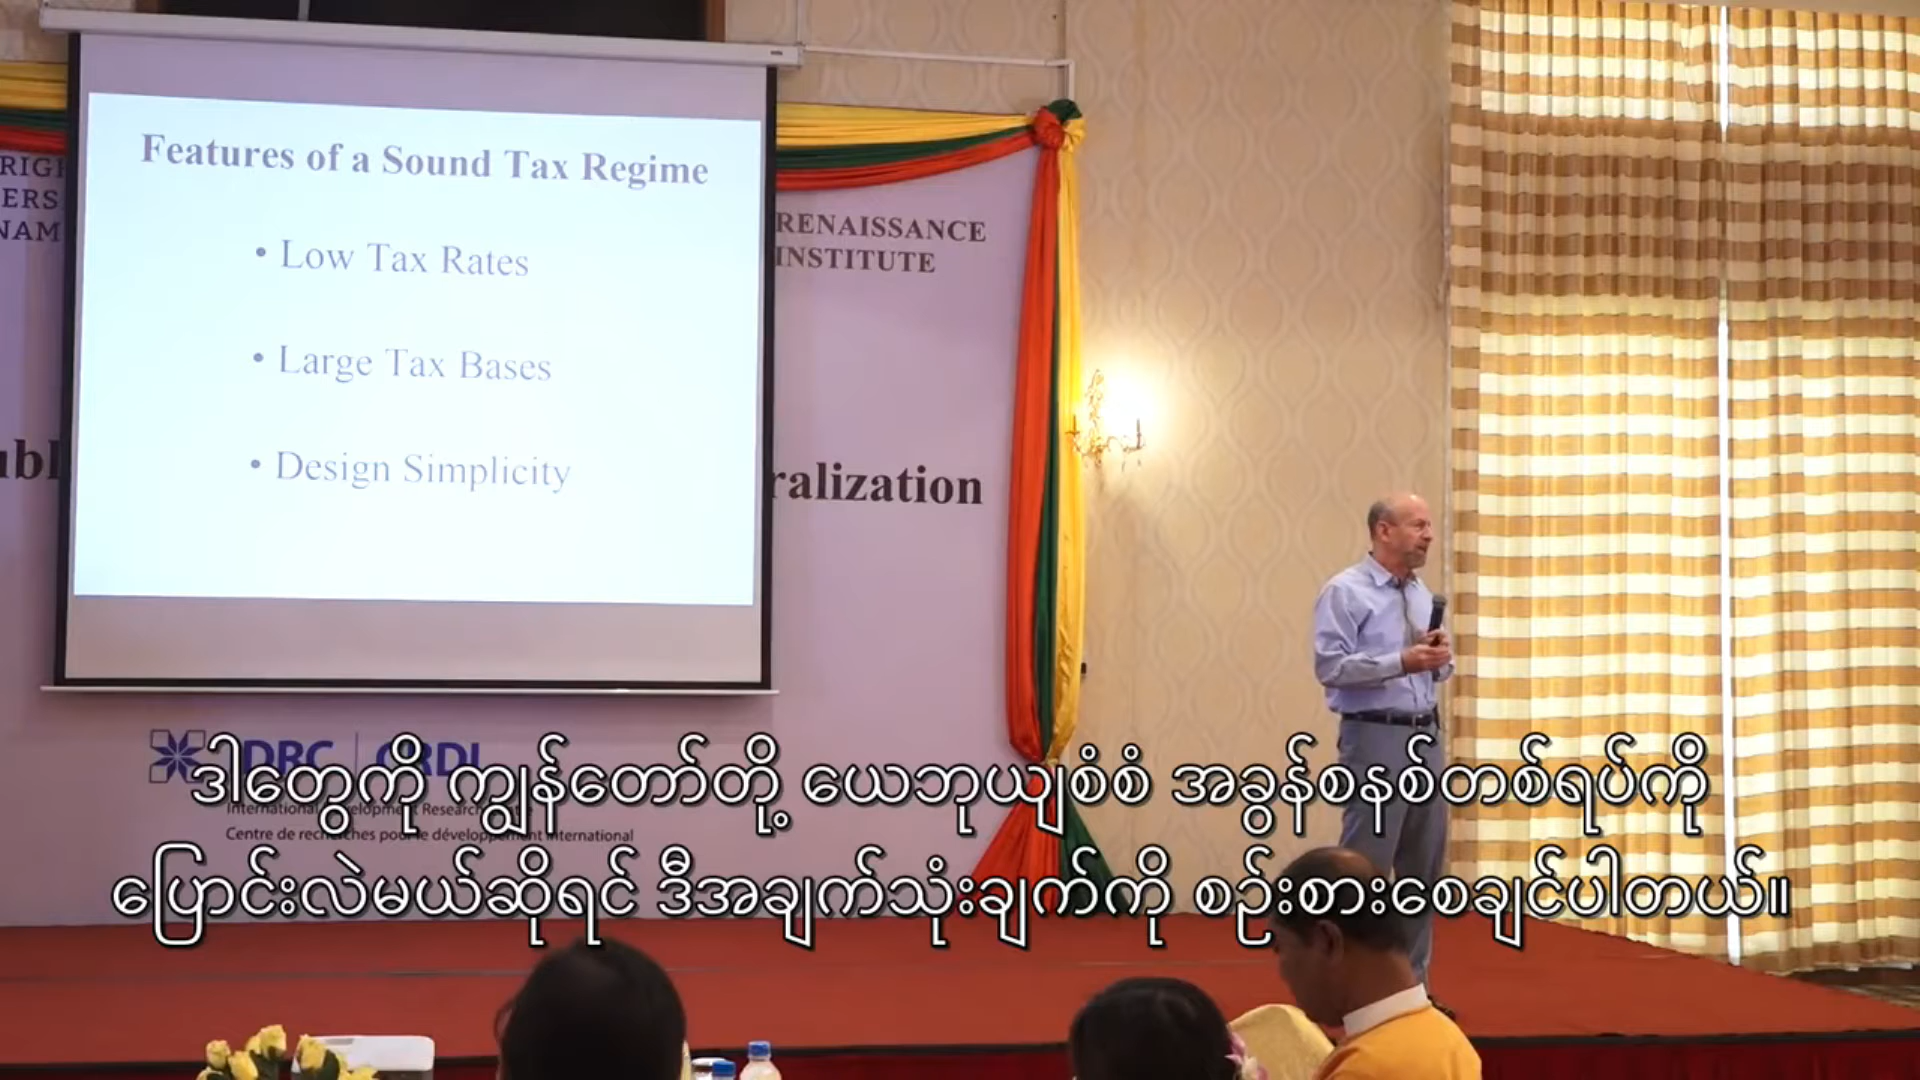 Features of a Sound Tax Regime
• Low Tax Rates
• Large Tax Bases
• Design Simplicity
RENAISSANCE
INSTITUTE
ralization
ဒါတွေကို ကျွန်တော်တို့ ယေဘုယျစံစံ အခွန်စနစ်တစ်ရပ်ကို
ပြောင်းလဲမယ်ဆိုရင် ဒီအချက်သုံးချက်ကို စဉ်းစားစေချင်ပါတယ်။